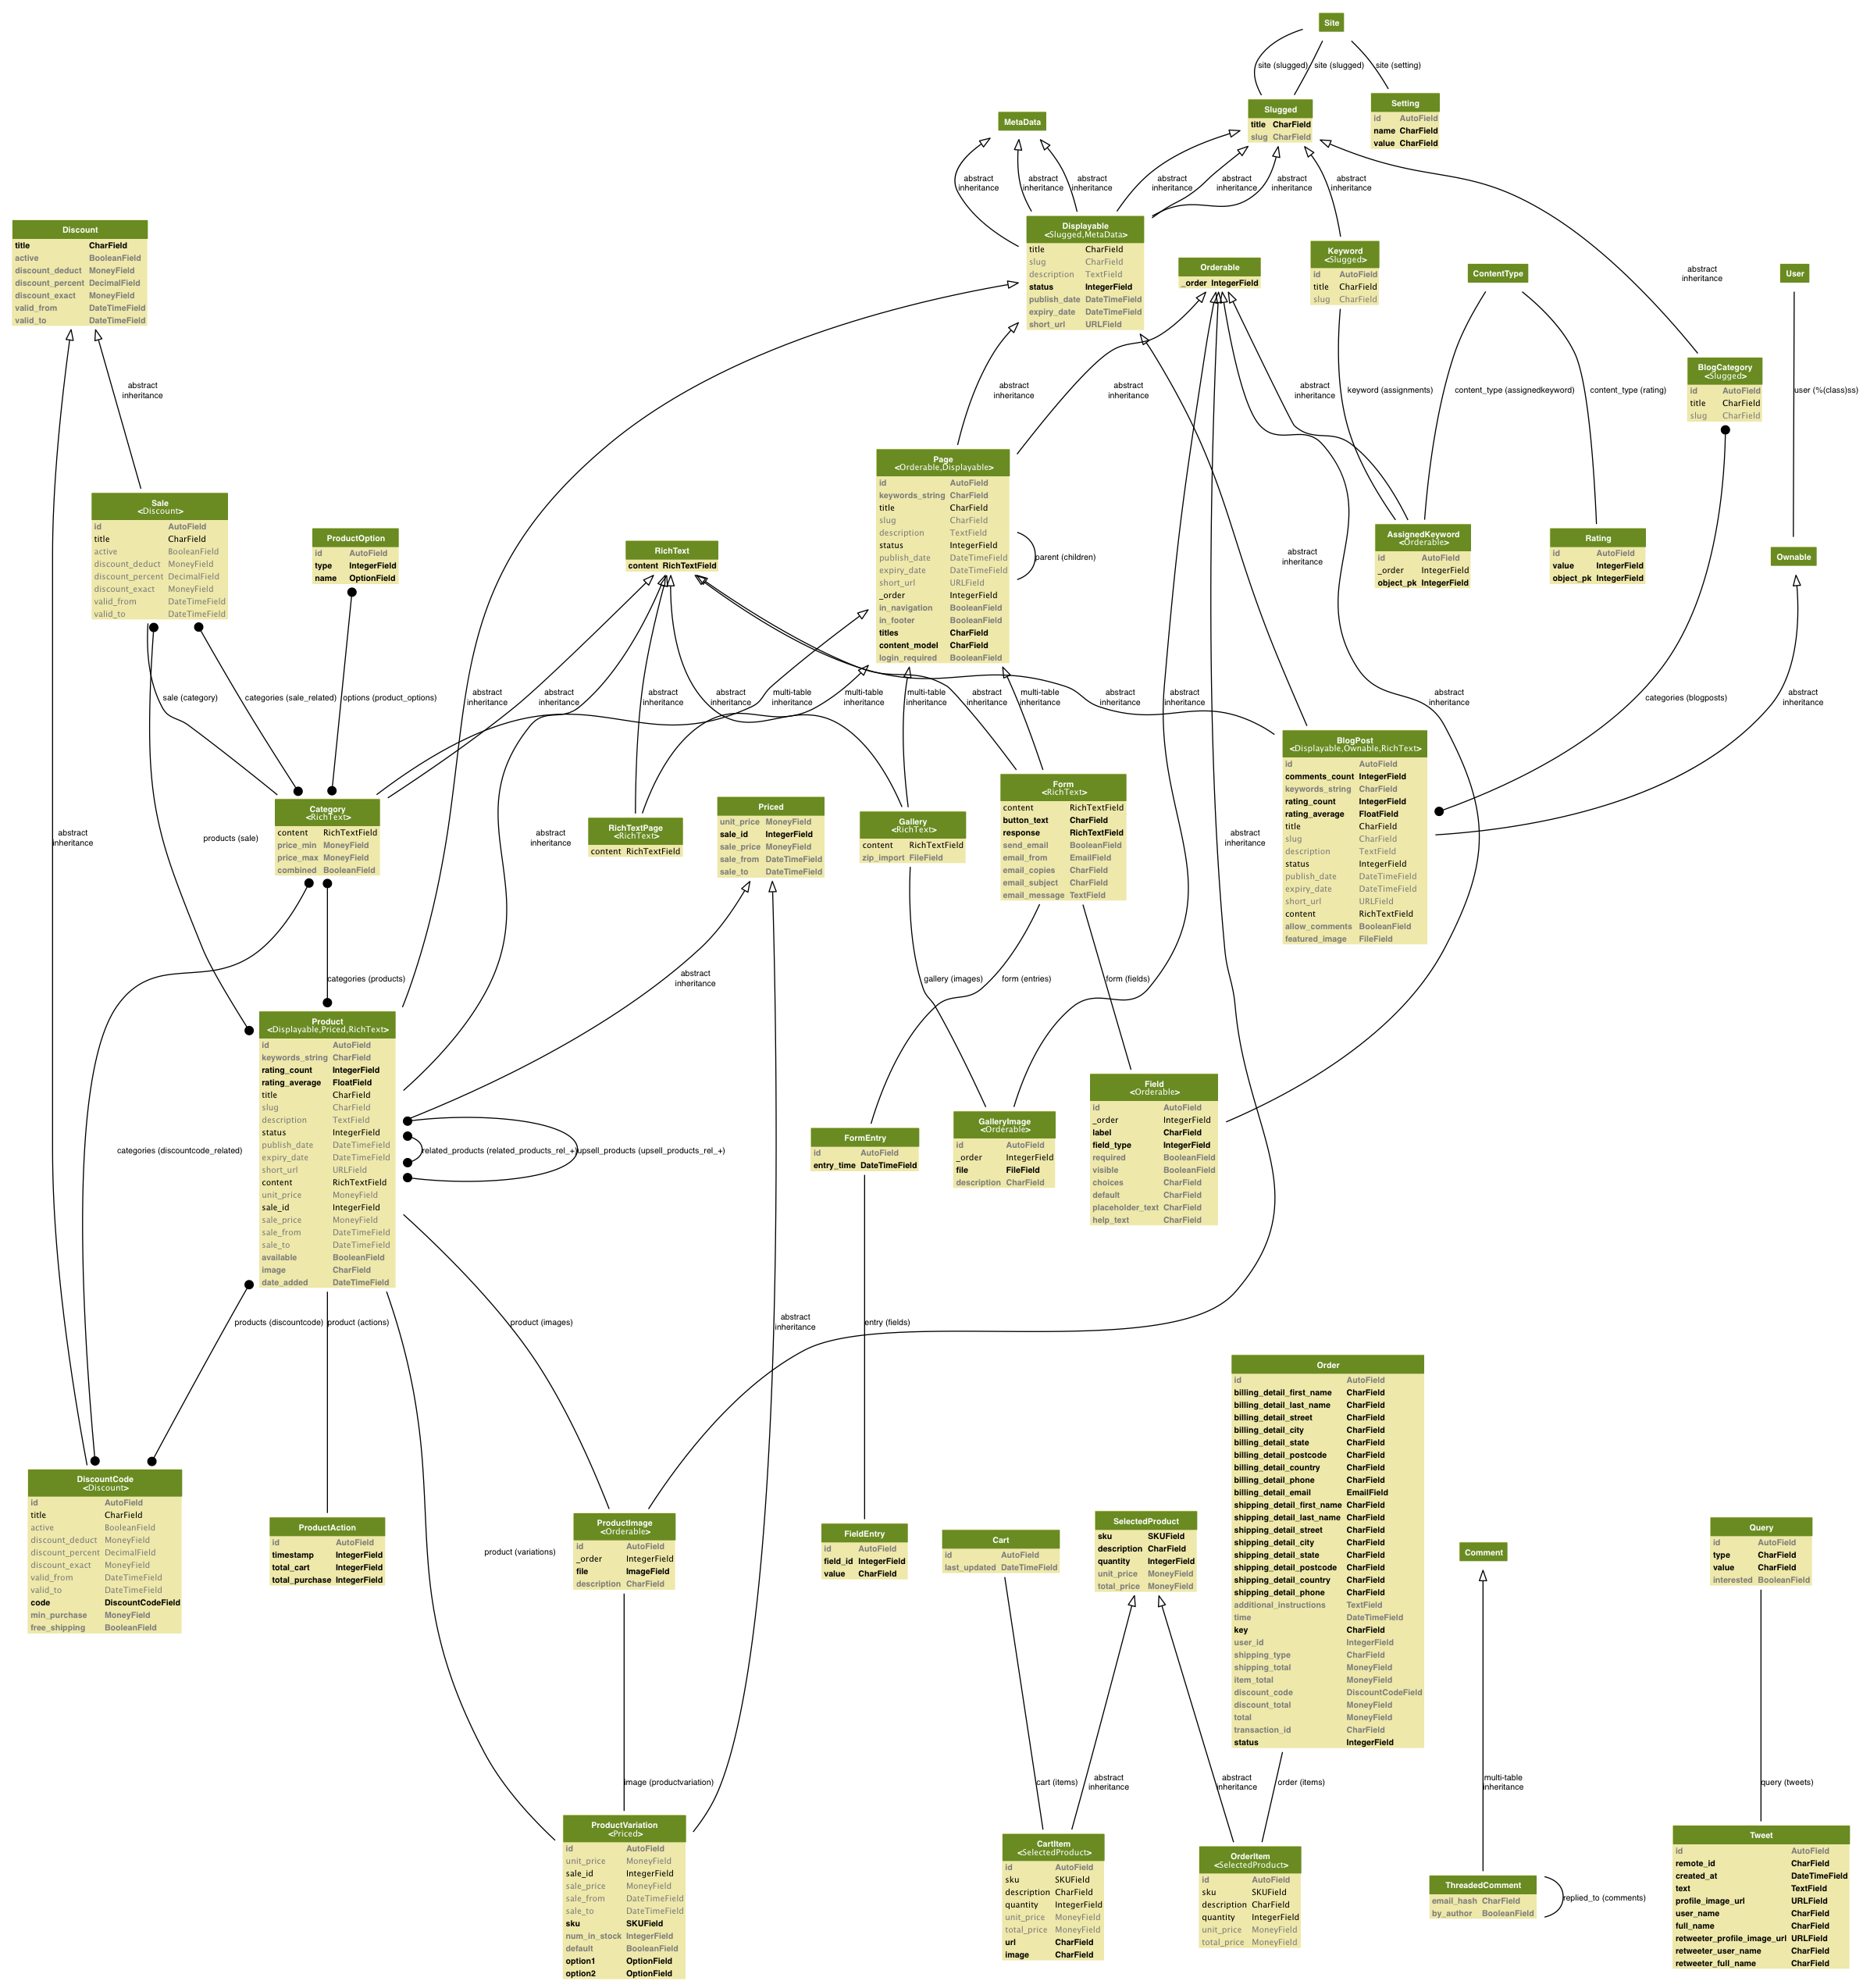 Site
site (slugged)
site (slugged)
site (setting)
Setting
id AutoField
name CharField
value CharField
Slugged
title CharField
slug CharField
MetaData
abstract
inheritance
abstract
inheritance
abstract
inheritance
abstract
inheritance
abstract
inheritance
abstract
inheritance
abstract
inheritance
Discount
title CharField
active BooleanField
discount_deduct MoneyField
discount_percent DecimalField
discount_exact MoneyField
valid_from DateTimeField
valid_to DateTimeField
Displayable
<Slugged,MetaData>
title CharField
slug CharField
description TextField
status IntegerField
publish_date DateTimeField
expiry_date DateTimeField
short_url URLField
Orderable
_order IntegerField
Keyword
<Slugged>
id AutoField
title CharField
slug CharField
ContentType
abstract
inheritance
User
BlogCategory
<Slugged>
id AutoField
title CharField
slug CharField
abstract
inheritance
abstract
inheritance
abstract
inheritance
abstract
inheritance
keyword (assignments)
content_type (assignedkeyword)
content_type (rating)
user (%(class)ss)
Sale
<Discount>
id AutoField
title CharField
active BooleanField
discount_deduct MoneyField
discount_percent DecimalField
discount_exact MoneyField
valid_from DateTimeField
valid_to DateTimeField
ProductOption
id AutoField
type IntegerField
name OptionField
RichText
content RichTextField
Page
<Orderable,Displayable>
id AutoField
keywords_string CharField
title CharField
slug CharField
description TextField
status IntegerField
publish_date DateTimeField
expiry_date DateTimeField
short_url URLField
_order IntegerField
in_navigation BooleanField
in_footer BooleanField
titles CharField
content_model CharField
login_required BooleanField
parent (children)
abstract
inheritance
AssignedKeyword
<Orderable>
id AutoField
_order IntegerField
object_pk IntegerField
Rating
id AutoField
value IntegerField
object_pk IntegerField
Ownable
sale (category)
categories (sale_related)
options (product_options)
abstract
inheritance
abstract
inheritance
abstract
inheritance
abstract
inheritance
multi-table
inheritance
multi-table
inheritance
multi-table
inheritance
abstract
inheritance
multi-table
inheritance
abstract
inheritance
abstract
inheritance
abstract
inheritance
categories (blogposts)
abstract
inheritance
BlogPost
<Displayable,Ownable,RichText>
id AutoField
comments_count IntegerField
keywords_string CharField
rating_count IntegerField
rating_average FloatField
title CharField
slug CharField
description TextField
status IntegerField
publish_date DateTimeField
expiry_date DateTimeField
short_url URLField
content RichTextField
allow_comments BooleanField
featured_image FileField
abstract
inheritance
products (sale)
Category
<RichText>
content RichTextField
price_min MoneyField
price_max MoneyField
combined BooleanField
abstract
inheritance
RichTextPage
<RichText>
content RichTextField
Priced
unit_price MoneyField
sale_id IntegerField
sale_price MoneyField
sale_from DateTimeField
sale_to DateTimeField
Gallery
<RichText>
content RichTextField
zip_import FileField
Form
<RichText>
content RichTextField
button_text CharField
response RichTextField
send_email BooleanField
email_from EmailField
email_copies CharField
email_subject CharField
email_message TextField
abstract
inheritance
categories (products)
abstract
inheritance
gallery (images)
form (entries)
form (fields)
Product
<Displayable,Priced,RichText>
id AutoField
keywords_string CharField
rating_count IntegerField
rating_average FloatField
title CharField
slug CharField
description TextField
status IntegerField
publish_date DateTimeField
expiry_date DateTimeField
short_url URLField
content RichTextField
unit_price MoneyField
sale_id IntegerField
sale_price MoneyField
sale_from DateTimeField
sale_to DateTimeField
available BooleanField
image CharField
date_added DateTimeField
categories (discountcode_related)
related_products (related_products_rel_+)
upsell_products (upsell_products_rel_+)
FormEntry
id AutoField
entry_time DateTimeField
GalleryImage
<Orderable>
id AutoField
_order IntegerField
file FileField
description CharField
Field
<Orderable>
id AutoField
_order IntegerField
label CharField
field_type IntegerField
required BooleanField
visible BooleanField
choices CharField
default CharField
placeholder_text CharField
help_text CharField
products (discountcode)
product (actions)
product (images)
abstract
inheritance
entry (fields)
Order
id AutoField
billing_detail_first_name CharField
billing_detail_last_name CharField
billing_detail_street CharField
billing_detail_city CharField
billing_detail_state CharField
billing_detail_postcode CharField
billing_detail_country CharField
billing_detail_phone CharField
billing_detail_email EmailField
shipping_detail_first_name CharField
shipping_detail_last_name CharField
shipping_detail_street CharField
shipping_detail_city CharField
shipping_detail_state CharField
shipping_detail_postcode CharField
shipping_detail_country CharField
shipping_detail_phone CharField
additional_instructions TextField
time DateTimeField
key CharField
user_id IntegerField
shipping_type CharField
shipping_total MoneyField
item_total MoneyField
discount_code DiscountCodeField
discount_total MoneyField
total MoneyField
transaction_id CharField
status IntegerField
DiscountCode
<Discount>
id AutoField
title CharField
active BooleanField
discount_deduct MoneyField
discount_percent DecimalField
discount_exact MoneyField
valid_from DateTimeField
valid_to DateTimeField
code DiscountCodeField
min_purchase MoneyField
free_shipping BooleanField
ProductAction
id AutoField
timestamp IntegerField
total_cart IntegerField
total_purchase IntegerField
product (variations)
ProductImage
<Orderable>
id AutoField
_order IntegerField
file ImageField
description CharField
FieldEntry
id AutoField
field_id IntegerField
value CharField
Cart
id AutoField
last_updated DateTimeField
SelectedProduct
sku SKUField
description CharField
quantity IntegerField
unit_price MoneyField
total_price MoneyField
Comment
Query
id AutoField
type CharField
value CharField
interested BooleanField
image (productvariation)
cart (items)
abstract
inheritance
abstract
inheritance
order (items)
multi-table
inheritance
query (tweets)
ProductVariation
<Priced>
id AutoField
unit_price MoneyField
sale_id IntegerField
sale_price MoneyField
sale_from DateTimeField
sale_to DateTimeField
sku SKUField
num_in_stock IntegerField
default BooleanField
option1 OptionField
option2 OptionField
CartItem
<SelectedProduct>
id AutoField
sku SKUField
description CharField
quantity IntegerField
unit_price MoneyField
total_price MoneyField
url CharField
image CharField
OrderItem
<SelectedProduct>
id AutoField
sku SKUField
description CharField
quantity IntegerField
unit_price MoneyField
total_price MoneyField
ThreadedComment
email_hash CharField
by_author BooleanField
replied_to (comments)
Tweet
id AutoField
remote_id CharField
created_at DateTimeField
text TextField
profile_image_url URLField
user_name CharField
full_name CharField
retweeter_profile_image_url URLField
retweeter_user_name CharField
retweeter_full_name CharField